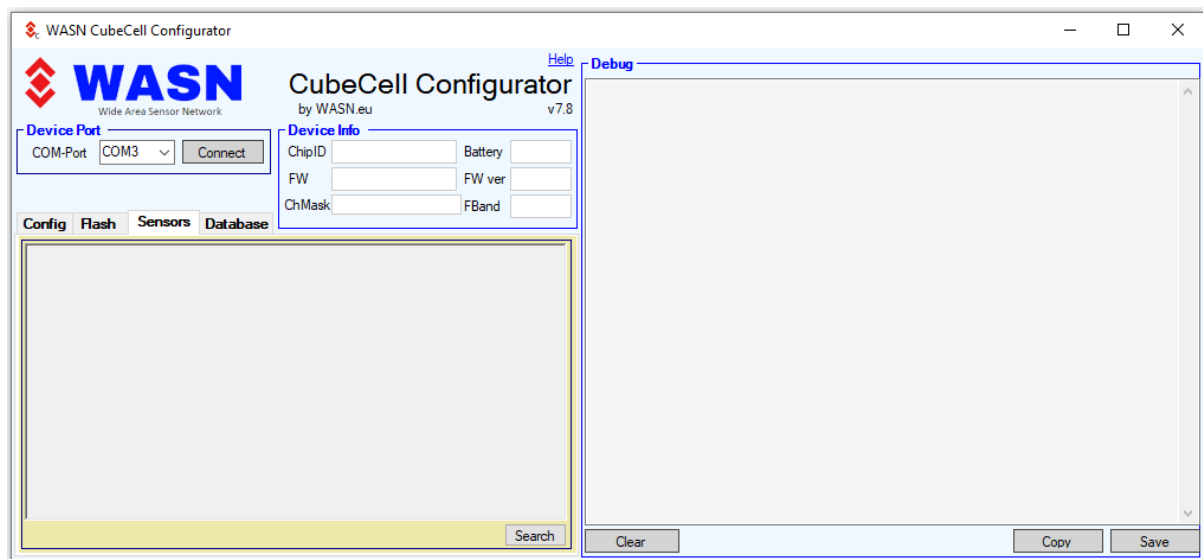 WASN CubeCell Configurator
WASN
Wide Area Sensor Network
Help
CubeCell Configurator
by WASN.eu
v7.8
Device Port
COM-Port COM3 Connect
Device Info
ChipID
Battery
FW
FW ver
ChMask
FBand
Config Flash Sensors Database
Search
Debug
Clear
Copy
Save